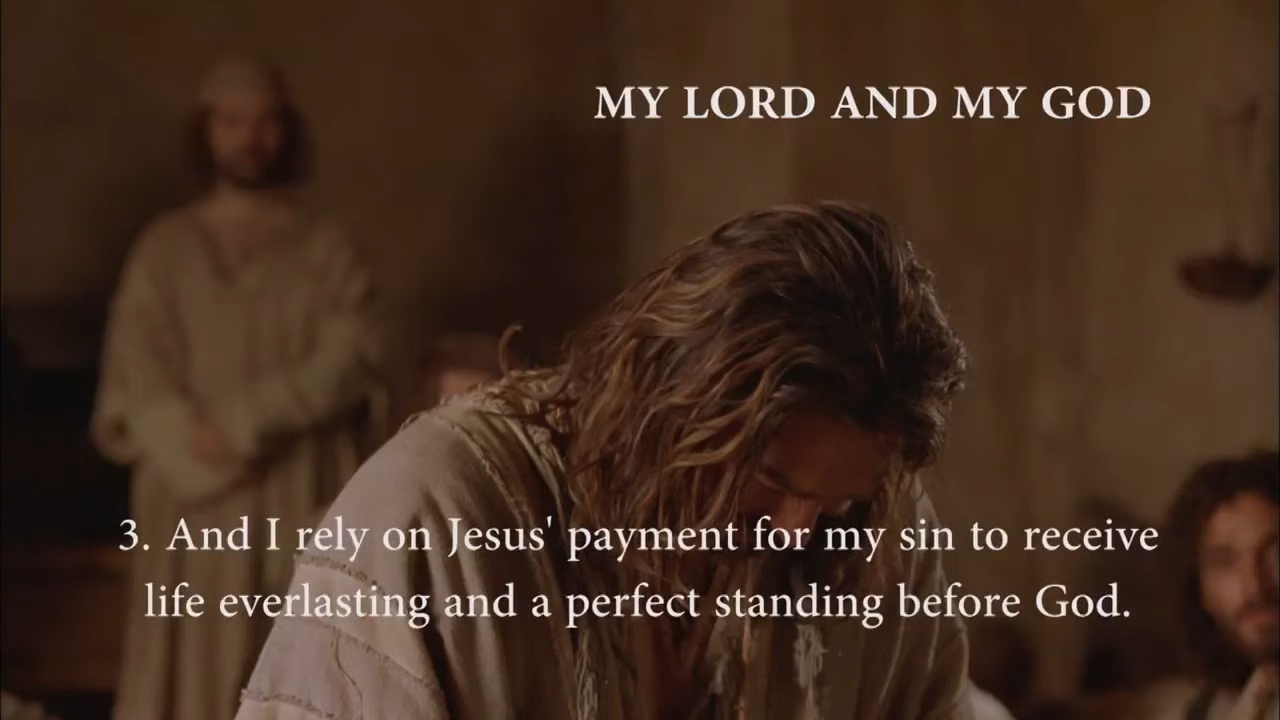 MY LORD AND MY GOD
3. And I rely on Jesus' payment for my sin to receive
life everlasting and a perfect standing before God.